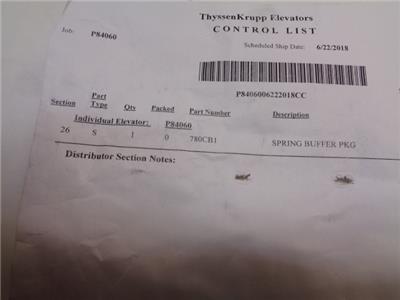 ThyssenKrupp Elevators
CONTROL LIST
Job: P84060
Scheduled Ship Date: 6/22/2018
P8406006222018CC
Section Part Type Qty Packed Part Number Description
Individual Elevator: P84060
26 S 1 0 780CB1 SPRING BUFFER PKG
Distributor Section Notes: